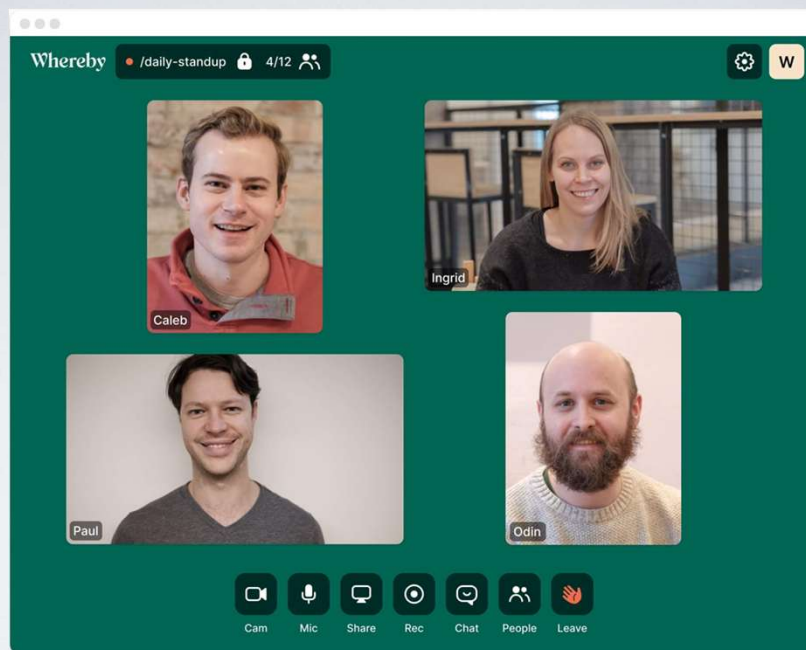 Whereby
/daily-standup 4/12
W
Caleb
Ingrid
Paul
Odin
Cam Mic Share Rec Chat People Leave